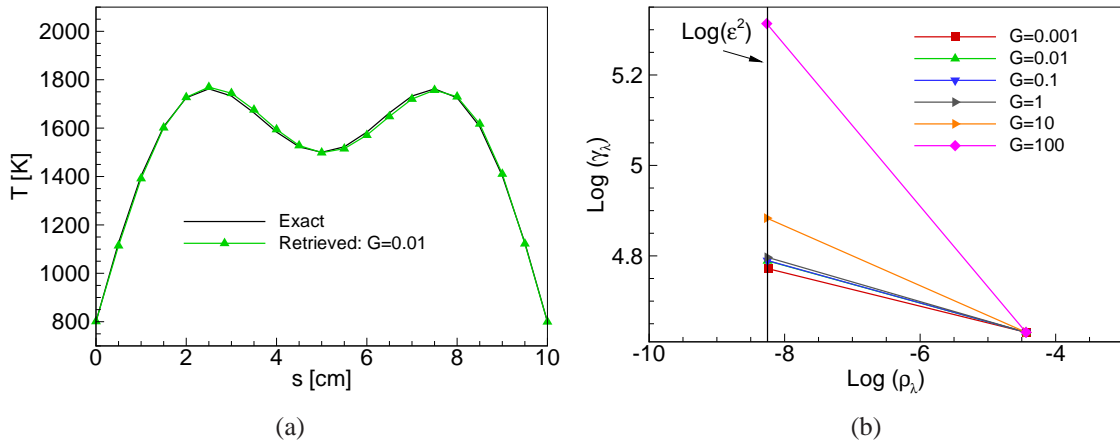 2000
1800
1600
1400
1200
1000
800
T [K]
0
2
4
6
8
10
s [cm]
Exact
Retrieved: G=0.01
(a)
5.2
5
4.8
Log (γλ)
-10
-8
-6
-4
Log (ρλ)
Log(ε²)
G=0.001
G=0.01
G=0.1
G=1
G=10
G=100
(b)